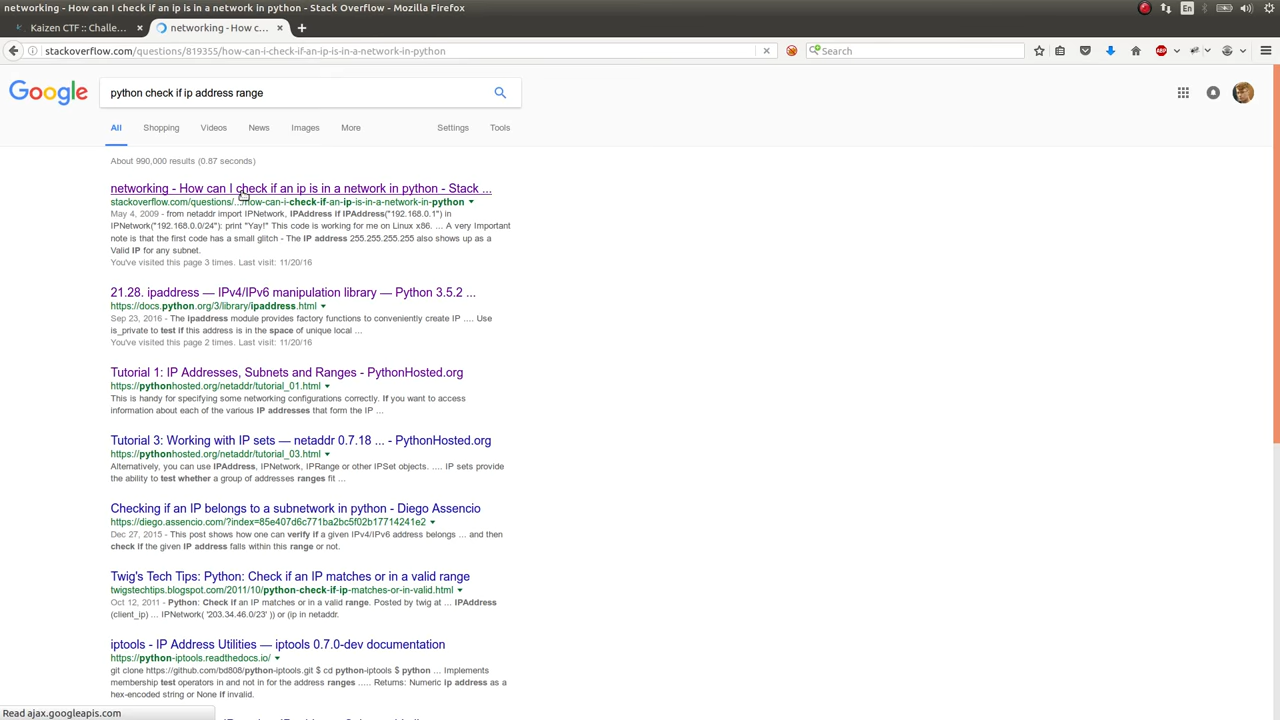 networking - How can I check if an ip is in a network in python - Stack Overflow - Mozilla Firefox
En
Kaizen CTF :: Challe... ×
networking - How c... ×
stackoverflow.com/questions/819355/how-can-i-check-if-an-ip-is-in-a-network-in-python
Search
ABP
Google
python check if ip address range
All Shopping Videos News Images More Settings Tools
About 990,000 results (0.87 seconds)
networking - How can I check if an ip is in a network in python - Stack ...
stackoverflow.com/questions/.../how-can-i-check-if-an-ip-is-in-a-network-in-python
May 4, 2009 - from netaddr import IPNetwork, IPAddress if IPAddress("192.168.0.1") in
IPNetwork("192.168.0.0/24"): print "Yay!" This code is working for me on Linux x86. ... A very Important
note is that the first code has a small glitch - The IP address 255.255.255.255 also shows up as a
Valid IP for any subnet.
You've visited this page 3 times. Last visit: 11/20/16
21.28. ipaddress — IPv4/IPv6 manipulation library — Python 3.5.2 ...
https://docs.python.org/3/library/ipaddress.html
Sep 23, 2016 - The ipaddress module provides factory functions to conveniently create IP .... Use
is_private to test if this address is in the space of unique local ...
You've visited this page 2 times. Last visit: 11/20/16
Tutorial 1: IP Addresses, Subnets and Ranges - PythonHosted.org
https://pythonhosted.org/netaddr/tutorial_01.html
This is handy for specifying some networking configurations correctly. If you want to access
information about each of the various IP addresses that form the IP ...
Tutorial 3: Working with IP sets — netaddr 0.7.18 ... - PythonHosted.org
https://pythonhosted.org/netaddr/tutorial_03.html
Alternatively, you can use IPAddress, IPNetwork, IPRange or other IPSet objects. .... IP sets provide
the ability to test whether a group of addresses ranges fit ...
Checking if an IP belongs to a subnetwork in python - Diego Assencio
https://diego.assencio.com/?index=85e407d6c771ba2bc5f02b17714241e2
Dec 27, 2015 - This post shows how one can verify if a given IPv4/IPv6 address belongs ... and then
check if the given IP address falls within this range or not.
Twig's Tech Tips: Python: Check if an IP matches or in a valid range
twigstechtips.blogspot.com/2011/10/python-check-if-ip-matches-or-in-valid.html
Oct 12, 2011 - Python: Check if an IP matches or in a valid range. Posted by twig at ... IPAddress
(client_ip) ... IPNetwork( '203.34.46.0/23' )) or (ip in netaddr.
iptools - IP Address Utilities — iptools 0.7.0-dev documentation
https://python-iptools.readthedocs.io/
git clone https://github.com/bd808/python-iptools.git $ cd python-iptools $ python ... Implements
membership test operators in and not in for the address ranges ..... Returns: Numeric ip address as a
hex-encoded string or None if invalid.
Read ajax.googleapis.com